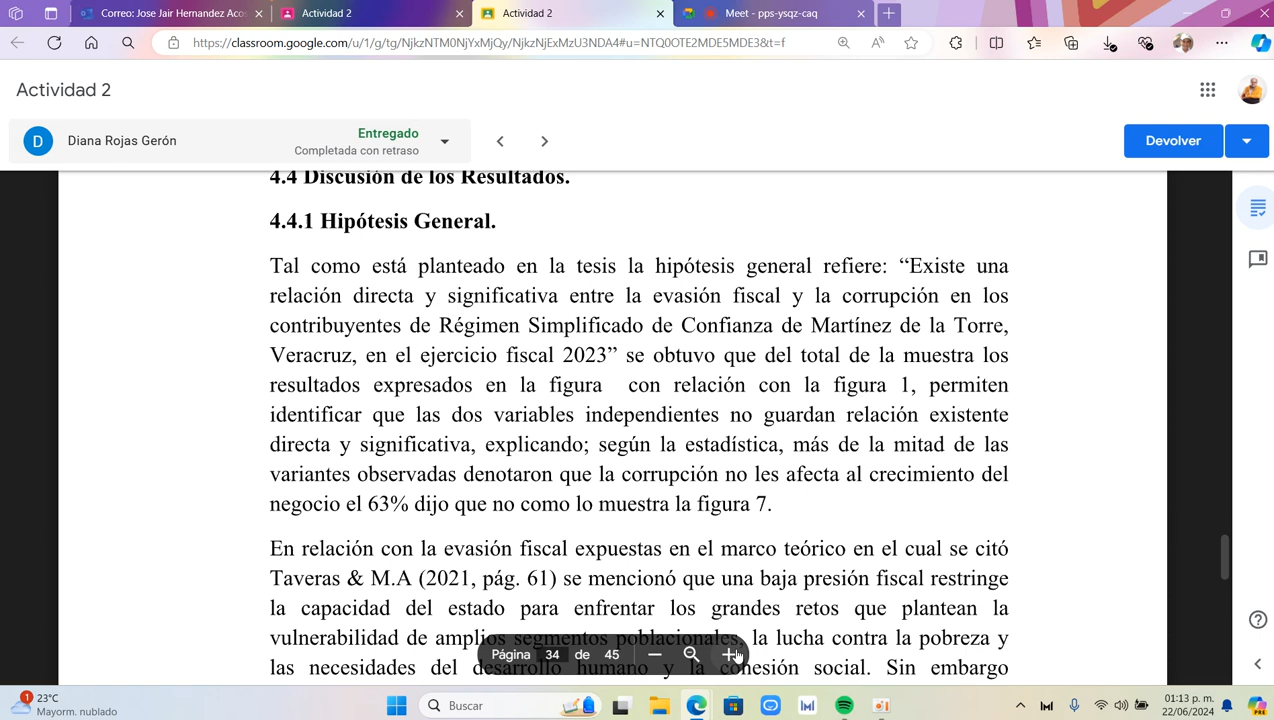 Correo: Jose Jair Hernandez Aco
Actividad 2
Actividad 2
Meet - pps-ysqz-caq
https://classroom.google.com/u/1/g/tg/NjkzNTM0NjYxMjQy/NjkzNjExMzU3NDA4#u=NTQ0OTE2MDE5MDE3&t=f
Actividad 2
D
Diana Rojas Gerón
Entregado
Completada con retraso
Devolver
4.4 Discusión de los Resultados.
4.4.1 Hipótesis General.
Tal como está planteado en la tesis la hipótesis general refiere: “Existe una
relación directa y significativa entre la evasión fiscal y la corrupción en los
contribuyentes de Régimen Simplificado de Confianza de Martínez de la Torre,
Veracruz, en el ejercicio fiscal 2023” se obtuvo que del total de la muestra los
resultados expresados en la figura con relación con la figura 1, permiten
identificar que las dos variables independientes no guardan relación existente
directa y significativa, explicando; según la estadística, más de la mitad de las
variantes observadas denotaron que la corrupción no les afecta al crecimiento del
negocio el 63% dijo que no como lo muestra la figura 7.
En relación con la evasión fiscal expuestas en el marco teórico en el cual se citó
Taveras & M.A (2021, pág. 61) se mencionó que una baja presión fiscal restringe
la capacidad del estado para enfrentar los grandes retos que plantean la
vulnerabilidad de amplios segmentos poblacionales, la lucha contra la pobreza y
las necesidades del desarrollo humano y la cohesión social. Sin embargo
Página 34 de 45
1
23°C
Mayorm. nublado
Buscar
01:13 p. m.
22/06/2024